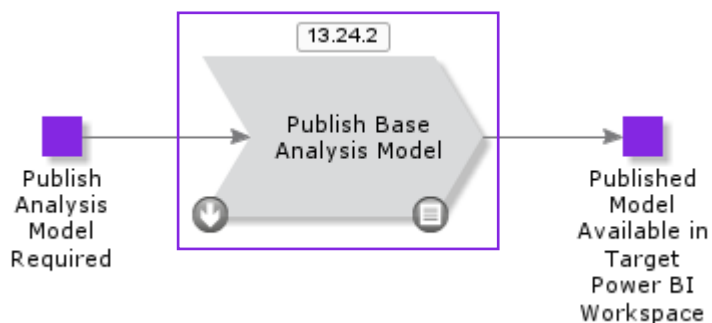 13.24.2
Publish Base
Analysis Model
Publish
Analysis
Model
Required
Published
Model
Available in
Target
Power BI
Workspace